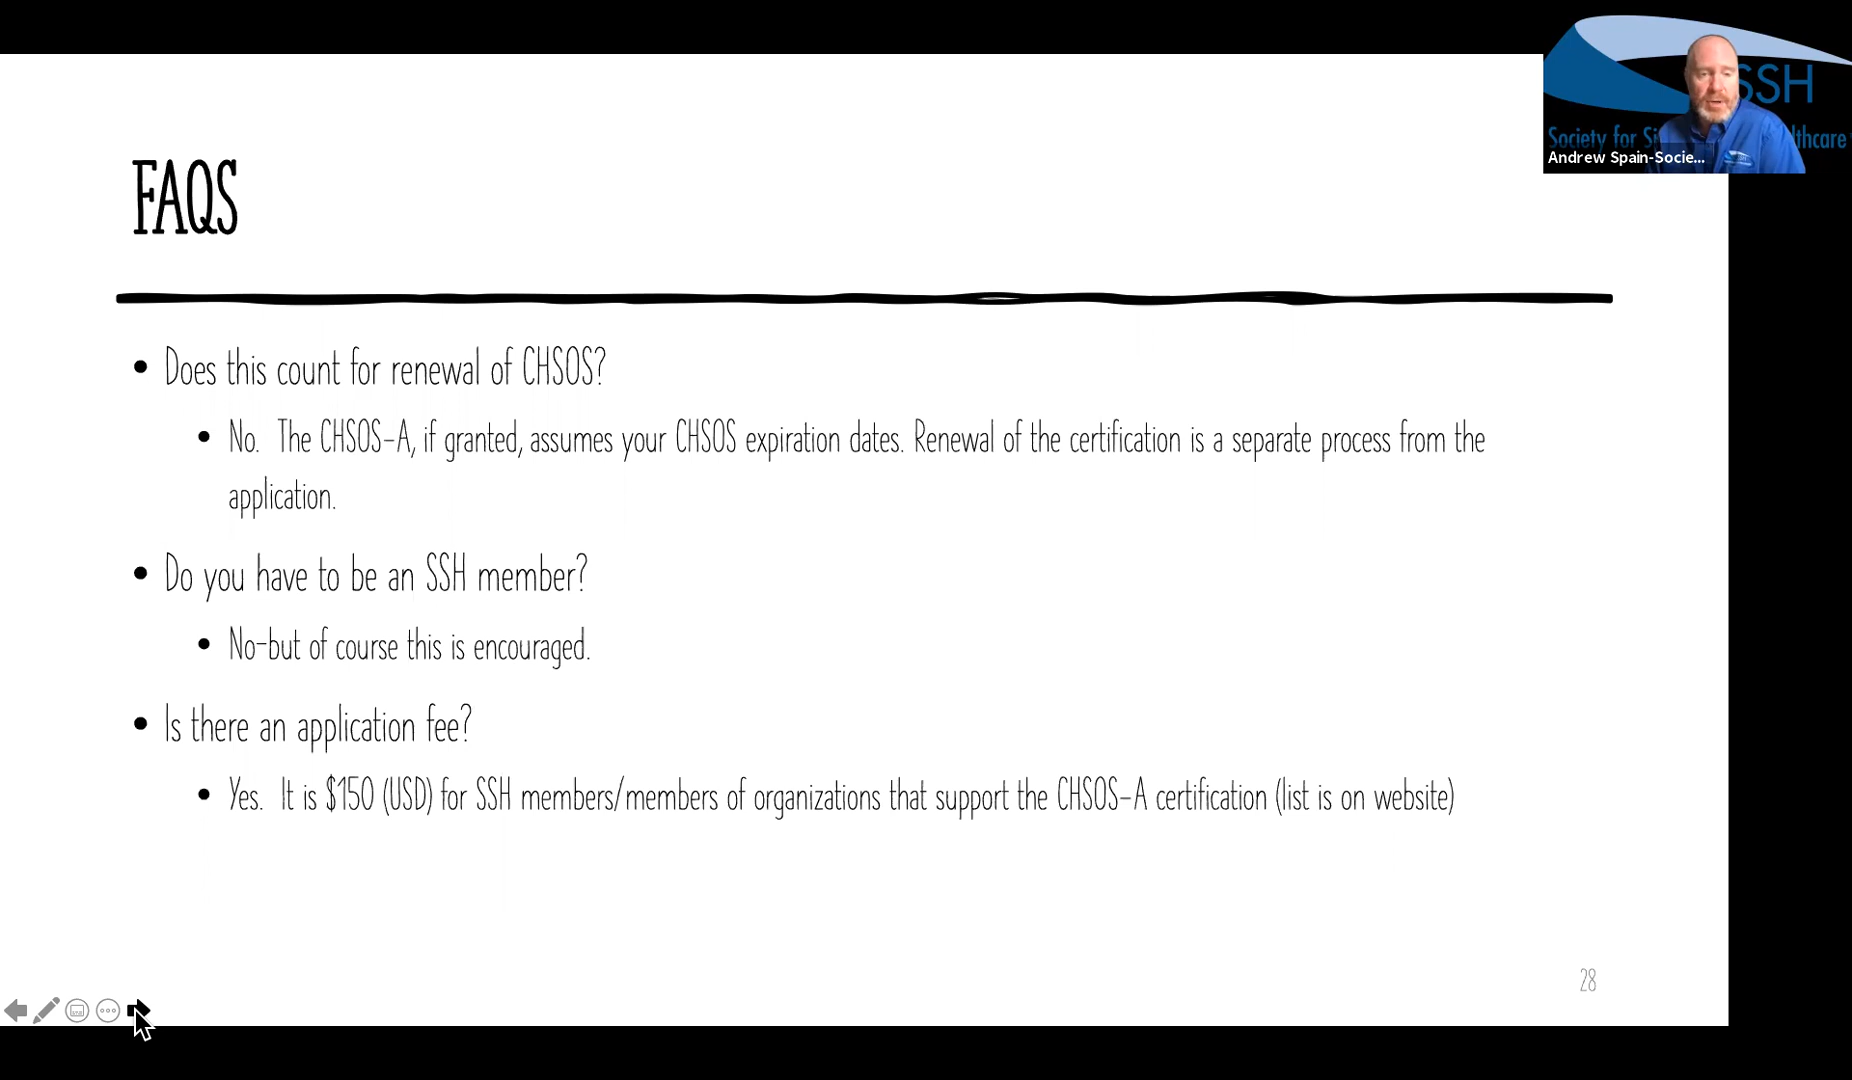 SSH
Society for Si lthcare
Andrew Spain-Socie...
FAQS
• Does this count for renewal of CHSOS?
• No. The CHSOS-A, if granted, assumes your CHSOS expiration dates. Renewal of the certification is a separate process from the
application.
• Do you have to be an SSH member?
• No-but of course this is encouraged.
• Is there an application fee?
• Yes. It is $150 (USD) for SSH members/members of organizations that support the CHSOS-A certification (list is on website)
28